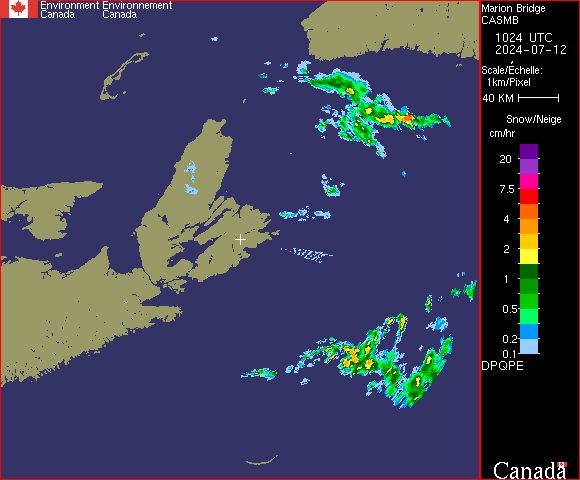 Environment Environnement
Canada Canada
Marion Bridge
CASMB
1024 UTC
2024-07-12
Scale/Echelle:
1km/Pixel
40 KM
Snow/Neige
cm/hr
20
7.5
4
2
1
0.5
0.2
0.1
DPQPE
Canada